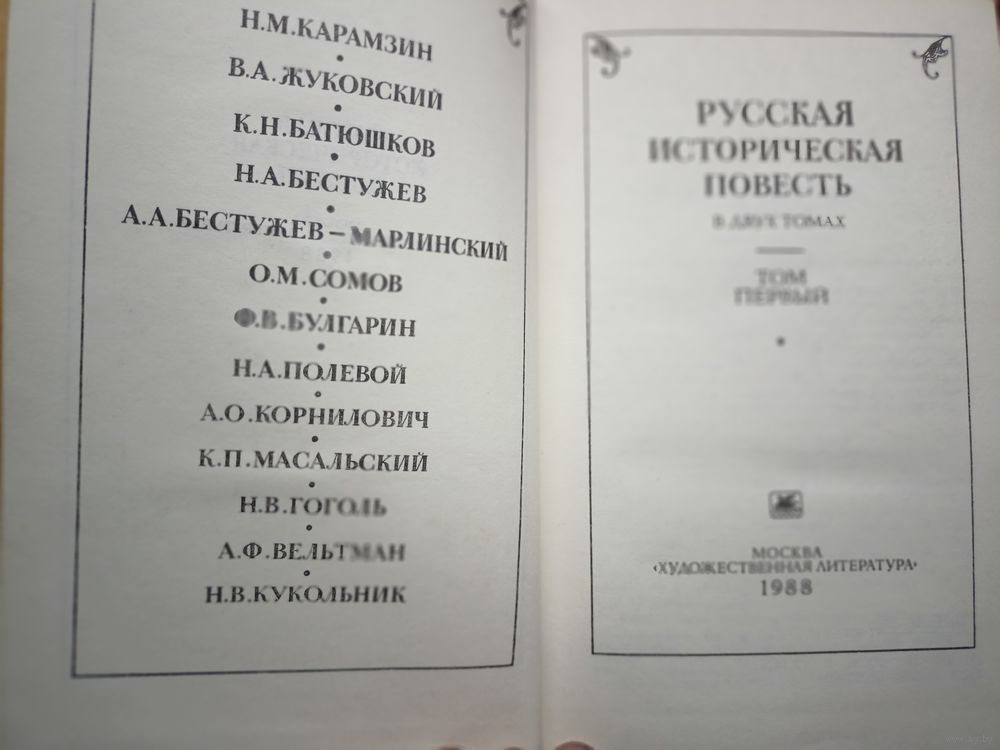 Н.М.КАРАМЗИН
В.А.ЖУКОВСКИЙ
К.Н.БАТЮШКОВ
Н.А.БЕСТУЖЕВ
А.А.БЕСТУЖЕВ – МАРЛИНСКИЙ
О.М.СОМОВ
Ф.В.БУЛГАРИН
Н.А.ПОЛЕВОЙ
А.О.КОРНИЛОВИЧ
К.П.МАСАЛЬСКИЙ
Н.В.ГОГОЛЬ
А.Ф.ВЕЛЬТМАН
Н.В.КУКОЛЬНИК
РУССКАЯ
ИСТОРИЧЕСКАЯ
ПОВЕСТЬ
В ДВУХ ТОМАХ
ТОМ
ПЕРВЫЙ
МОСКВА
«ХУДОЖЕСТВЕННАЯ ЛИТЕРАТУРА»
1988